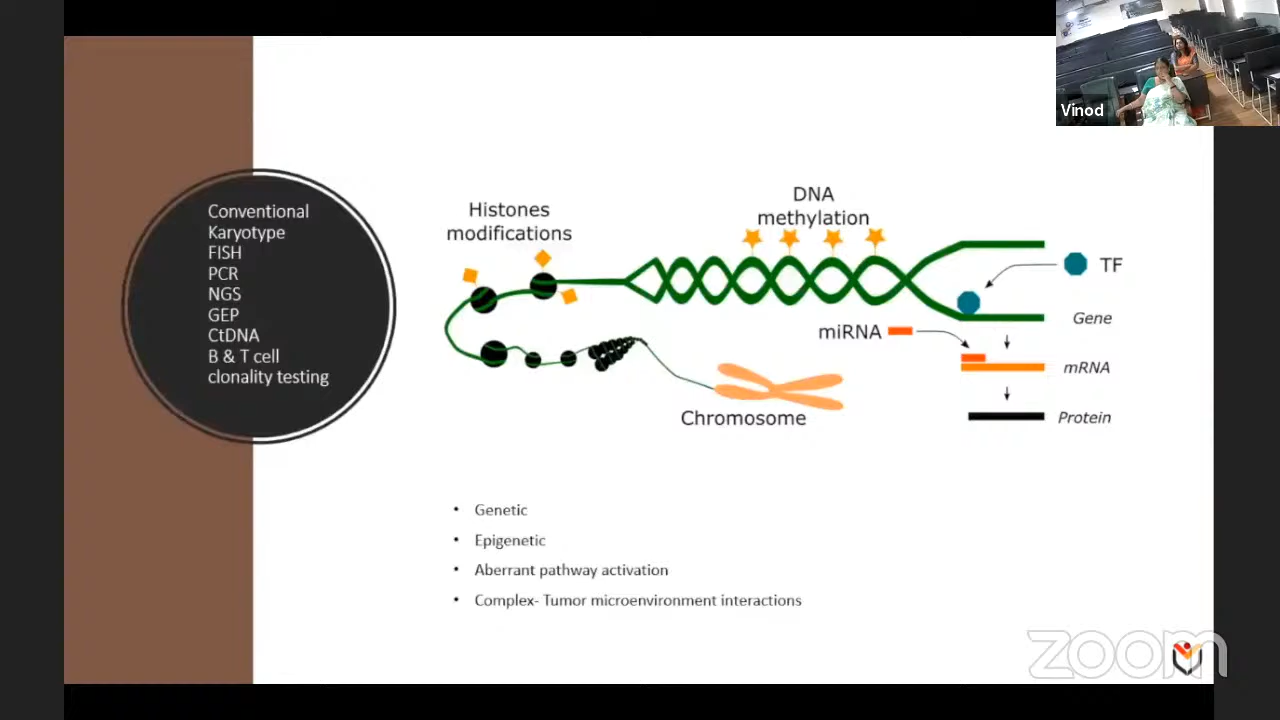 Vinod
Conventional
Karyotype
FISH
PCR
NGS
GEP
CtDNA
B & T cell
clonality testing
Histones
modifications
DNA
methylation
TF
Gene
miRNA
mRNA
Chromosome
Protein
• Genetic
• Epigenetic
• Aberrant pathway activation
• Complex- Tumor microenvironment interactions
zoom